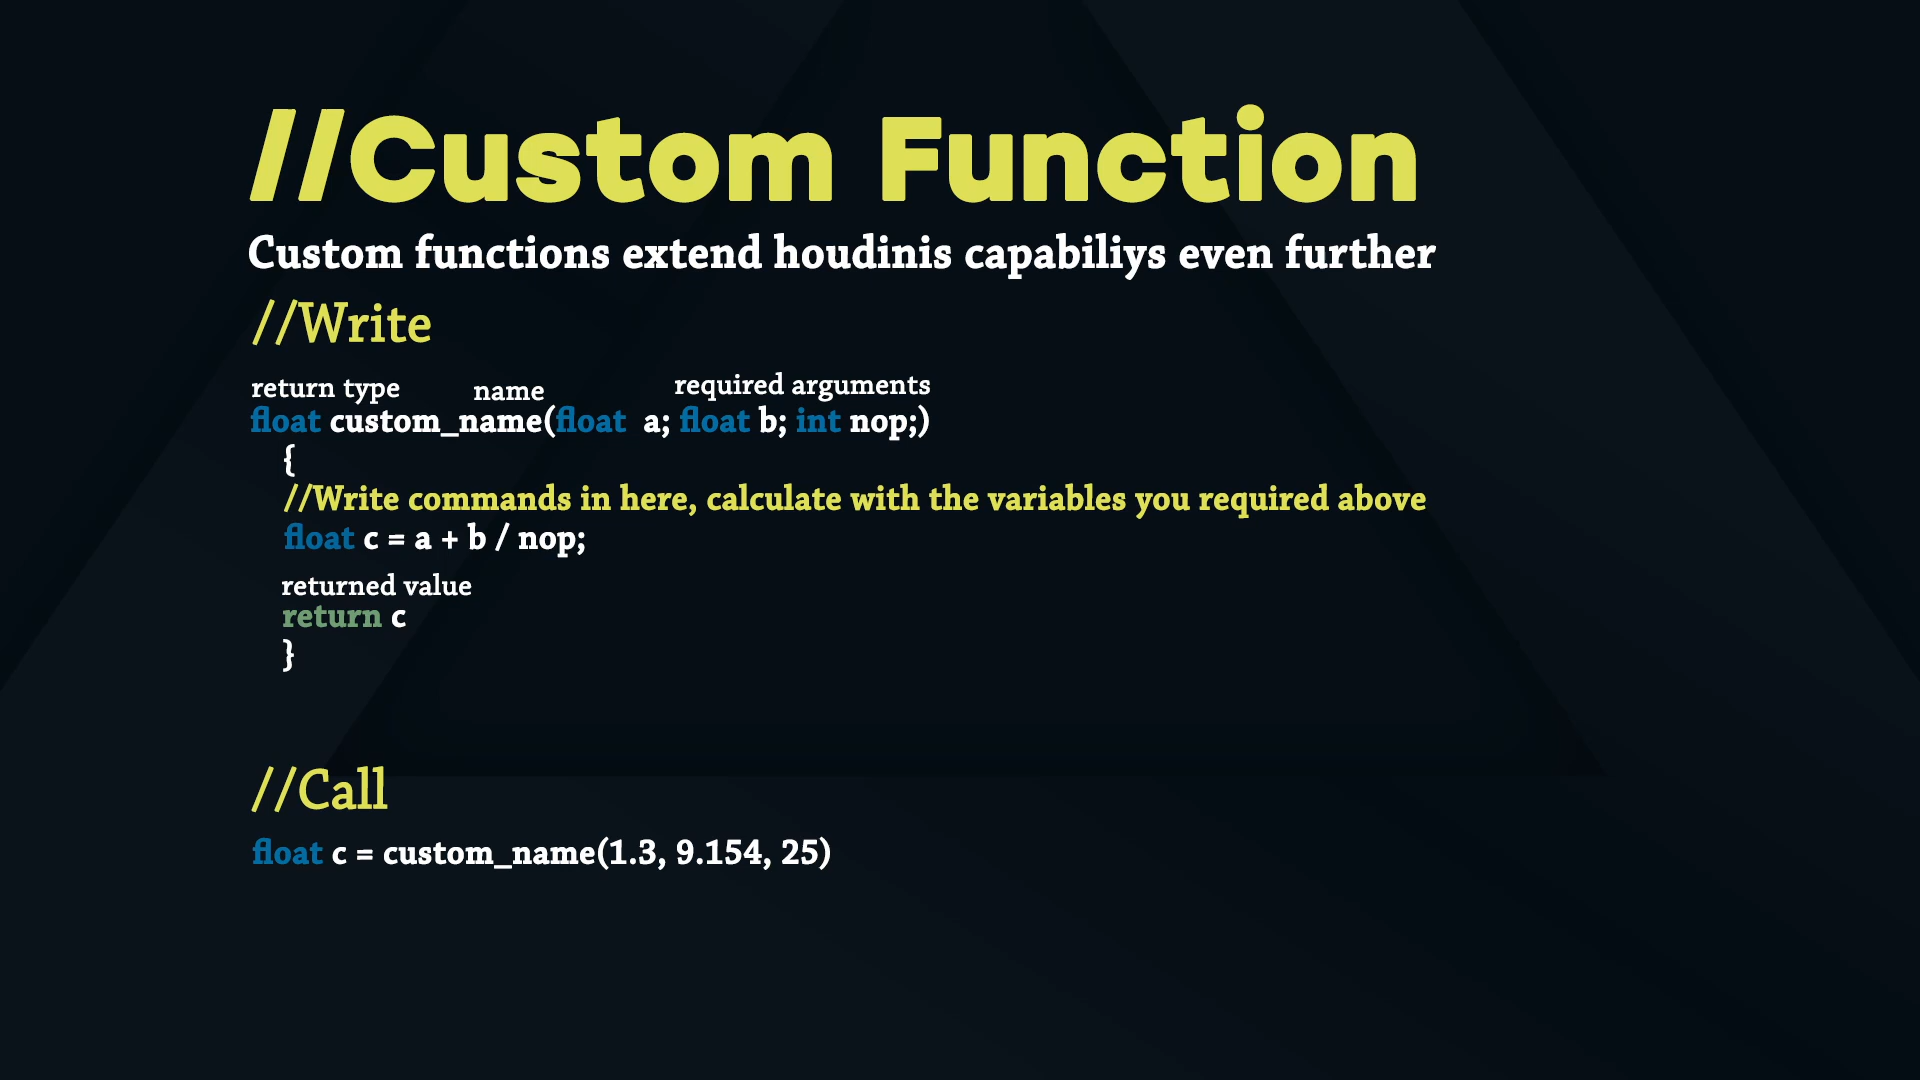 //Custom Function
Custom functions extend houdinis capabiliys even further
//Write
return type name required arguments
float custom_name(float a; float b; int nop;)
{
//Write commands in here, calculate with the variables you required above
float c = a + b / nop;
returned value
return c
}
//Call
float c = custom_name(1.3, 9.154, 25)